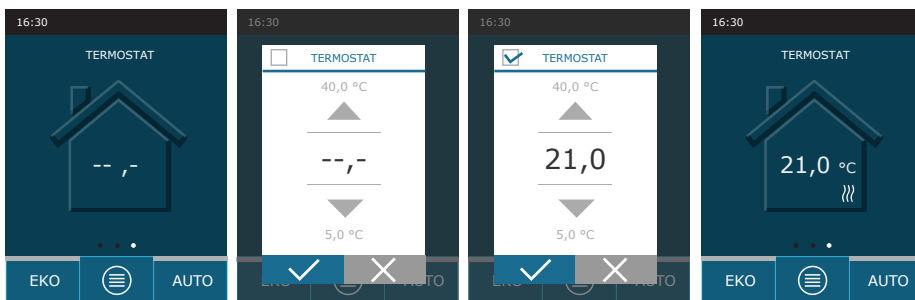 16:30
TERMOSTAT
-- ,-
EKO
AUTO
16:30
TERMOSTAT
40,0 °C
--,-
5,0 °C
16:30
TERMOSTAT
40,0 °C
21,0
5,0 °C
16:30
TERMOSTAT
21,0 °C
EKO
AUTO